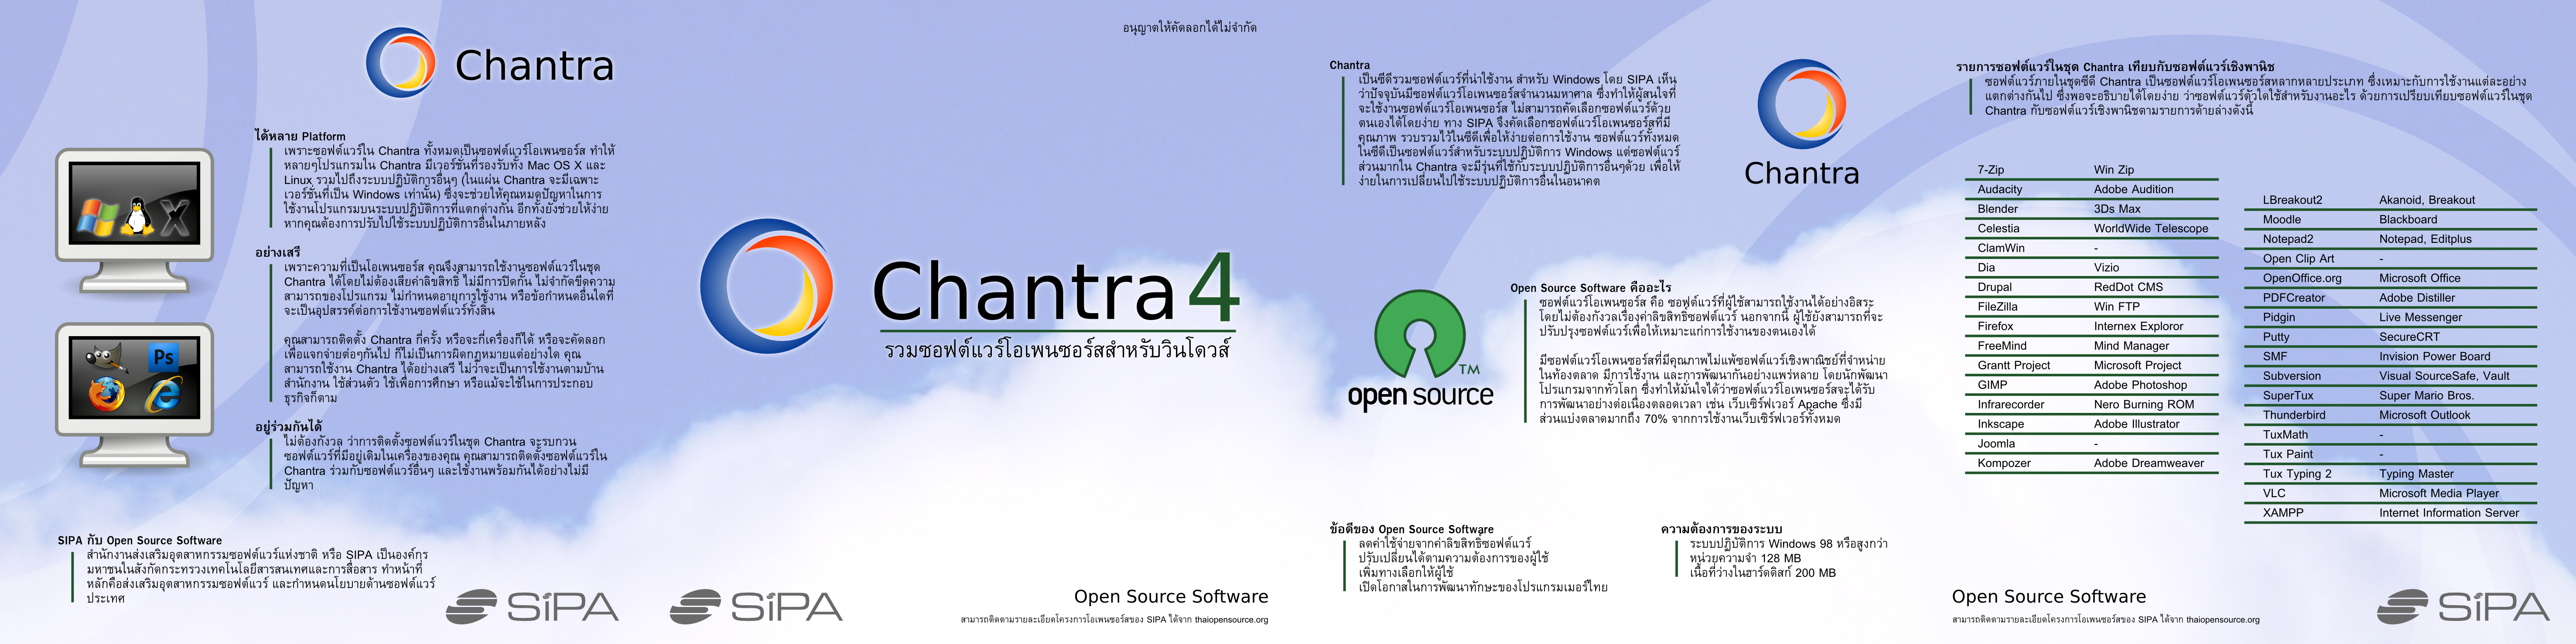 Chantra
ได้หลาย Platform
เพราะซอฟต์แวร์ใน Chantra ทั้งหมดเป็นซอฟต์แวร์โอเพนซอร์ส ทำให้
หลายๆโปรแกรมใน Chantra มีเวอร์ชั่นที่รองรับทั้ง Mac OS X และ
Linux รวมไปถึงระบบปฏิบัติการอื่นๆ (ในแผ่น Chantra จะมีเฉพาะ
เวอร์ชั่นที่เป็น Windows เท่านั้น) ซึ่งจะช่วยให้คุณหมดปัญหาในการ
ใช้งานโปรแกรมบนระบบปฏิบัติการที่แตกต่างกัน อีกทั้งยังช่วยให้ง่าย
หากคุณต้องการปรับไปใช้ระบบปฏิบัติการอื่นในภายหลัง
อย่างเสรี
เพราะความที่เป็นโอเพนซอร์ส คุณจึงสามารถใช้งานซอฟต์แวร์ในชุด
Chantra ได้โดยไม่ต้องเสียค่าลิขสิทธิ์ ไม่มีการปิดกั้น ไม่จำกัดขีดความ
สามารถของโปรแกรม ไม่กำหนดอายุการใช้งาน หรือข้อกำหนดอื่นใดที่
จะเป็นอุปสรรค์ต่อการใช้งานซอฟต์แวร์ทั้งสิ้น
คุณสามารถติดตั้ง Chantra กี่ครั้ง หรือจะกี่เครื่องก็ได้ หรือจะคัดลอก
เพื่อแจกจ่ายต่อๆกันไป ก็ไม่เป็นการผิดกฎหมายแต่อย่างใด คุณ
สามารถใช้งาน Chantra ได้อย่างเสรี ไม่ว่าจะเป็นการใช้งานตามบ้าน
สำนักงาน ใช้ส่วนตัว ใช้เพื่อการศึกษา หรือแม้จะใช้ในการประกอบ
ธุรกิจก็ตาม
อยู่ร่วมกันได้
ไม่ต้องกังวล ว่าการติดตั้งซอฟต์แวร์ในชุด Chantra จะรบกวน
ซอฟต์แวร์ที่มีอยู่เดิมในเครื่องของคุณ คุณสามารถติดตั้งซอฟต์แวร์ใน
Chantra ร่วมกับซอฟต์แวร์อื่นๆ และใช้งานพร้อมกันได้อย่างไม่มี
ปัญหา
X
Ps
SIPA กับ Open Source Software
สำนักงานส่งเสริมอุตสาหกรรมซอฟต์แวร์แห่งชาติ หรือ SIPA เป็นองค์กร
มหาชนในสังกัดกระทรวงเทคโนโลยีสารสนเทศและการสื่อสาร ทำหน้าที่
หลักคือส่งเสริมอุตสาหกรรมซอฟต์แวร์ และกำหนดนโยบายด้านซอฟต์แวร์
ประเทศ
SiPA
อนุญาตให้คัดลอกได้ไม่จำกัด
Chantra 4
รวมซอฟต์แวร์โอเพนซอร์สสำหรับวินโดวส์
SiPA
Open Source Software
สามารถติดตามรายละเอียดโครงการโอเพนซอร์สของ SIPA ได้จาก thaiopensource.org
Chantra
เป็นซีดีรวมซอฟต์แวร์ที่น่าใช้งาน สำหรับ Windows โดย SIPA เห็น
ว่าปัจจุบันมีซอฟต์แวร์โอเพนซอร์สจำนวนมหาศาล ซึ่งทำให้ผู้สนใจที่
จะใช้งานซอฟต์แวร์โอเพนซอร์ส ไม่สามารถคัดเลือกซอฟต์แวร์ด้วย
ตนเองได้โดยง่าย ทาง SIPA จึงคัดเลือกซอฟต์แวร์โอเพนซอร์สที่มี
คุณภาพ รวบรวมไว้ในซีดีเพื่อให้ง่ายต่อการใช้งาน ซอฟต์แวร์ทั้งหมด
ในซีดีเป็นซอฟต์แวร์สำหรับระบบปฏิบัติการ Windows แต่ซอฟต์แวร์
ส่วนมากใน Chantra จะมีรุ่นที่ใช้กับระบบปฏิบัติการอื่นๆด้วย เพื่อให้
ง่ายในการเปลี่ยนไปใช้ระบบปฏิบัติการอื่นในอนาคต
Chantra
open source
TM
Open Source Software คืออะไร
ซอฟต์แวร์โอเพนซอร์ส คือ ซอฟต์แวร์ที่ผู้ใช้สามารถใช้งานได้อย่างอิสระ
โดยไม่ต้องกังวลเรื่องค่าลิขสิทธิ์ซอฟต์แวร์ นอกจากนี้ ผู้ใช้ยังสามารถที่จะ
ปรับปรุงซอฟต์แวร์เพื่อให้เหมาะแก่การใช้งานของตนเองได้
มีซอฟต์แวร์โอเพนซอร์สที่มีคุณภาพไม่แพ้ซอฟต์แวร์เชิงพาณิชย์ที่จำหน่าย
ในท้องตลาด มีการใช้งาน และการพัฒนากันอย่างแพร่หลาย โดยนักพัฒนา
โปรแกรมจากทั่วโลก ซึ่งทำให้มั่นใจได้ว่าซอฟต์แวร์โอเพนซอร์สจะได้รับ
การพัฒนาอย่างต่อเนื่องตลอดเวลา เช่น เว็บเซิร์ฟเวอร์ Apache ซึ่งมี
ส่วนแบ่งตลาดมากถึง 70% จากการใช้งานเว็บเซิร์ฟเวอร์ทั้งหมด
ข้อดีของ Open Source Software
ลดค่าใช้จ่ายจากค่าลิขสิทธิ์ซอฟต์แวร์
ปรับเปลี่ยนได้ตามความต้องการของผู้ใช้
เพิ่มทางเลือกให้ผู้ใช้
เปิดโอกาสในการพัฒนาทักษะของโปรแกรมเมอร์ไทย
ความต้องการของระบบ
ระบบปฏิบัติการ Windows 98 หรือสูงกว่า
หน่วยความจำ 128 MB
เนื้อที่ว่างในฮาร์ดดิสก์ 200 MB
รายการซอฟต์แวร์ในชุด Chantra เทียบกับซอฟต์แวร์เชิงพานิช
ซอฟต์แวร์ภายในชุดซีดี Chantra เป็นซอฟต์แวร์โอเพนซอร์สหลากหลายประเภท ซึ่งเหมาะกับการใช้งานแต่ละอย่าง
แตกต่างกันไป ซึ่งพอจะอธิบายได้โดยง่าย ว่าซอฟต์แวร์ตัวใดใช้สำหรับงานอะไร ด้วยการเปรียบเทียบซอฟต์แวร์ในชุด
Chantra กับซอฟต์แวร์เชิงพานิชตามรายการด้ายล่างดังนี้
7-Zip Win Zip
Audacity Adobe Audition
Blender 3Ds Max
Celestia WorldWide Telescope
ClamWin -
Dia Vizio
Drupal RedDot CMS
FileZilla Win FTP
Firefox Internex Exploror
FreeMind Mind Manager
Grantt Project Microsoft Project
GIMP Adobe Photoshop
Infrarecorder Nero Burning ROM
Inkscape Adobe Illustrator
Joomla -
Kompozer Adobe Dreamweaver
LBreakout2 Akanoid, Breakout
Moodle Blackboard
Notepad2 Notepad, Editplus
Open Clip Art -
OpenOffice.org Microsoft Office
PDFCreator Adobe Distiller
Pidgin Live Messenger
Putty SecureCRT
SMF Invision Power Board
Subversion Visual SourceSafe, Vault
SuperTux Super Mario Bros.
Thunderbird Microsoft Outlook
TuxMath -
Tux Paint -
Tux Typing 2 Typing Master
VLC Microsoft Media Player
XAMPP Internet Information Server
Open Source Software
สามารถติดตามรายละเอียดโครงการโอเพนซอร์สของ SIPA ได้จาก thaiopensource.org
SiPA